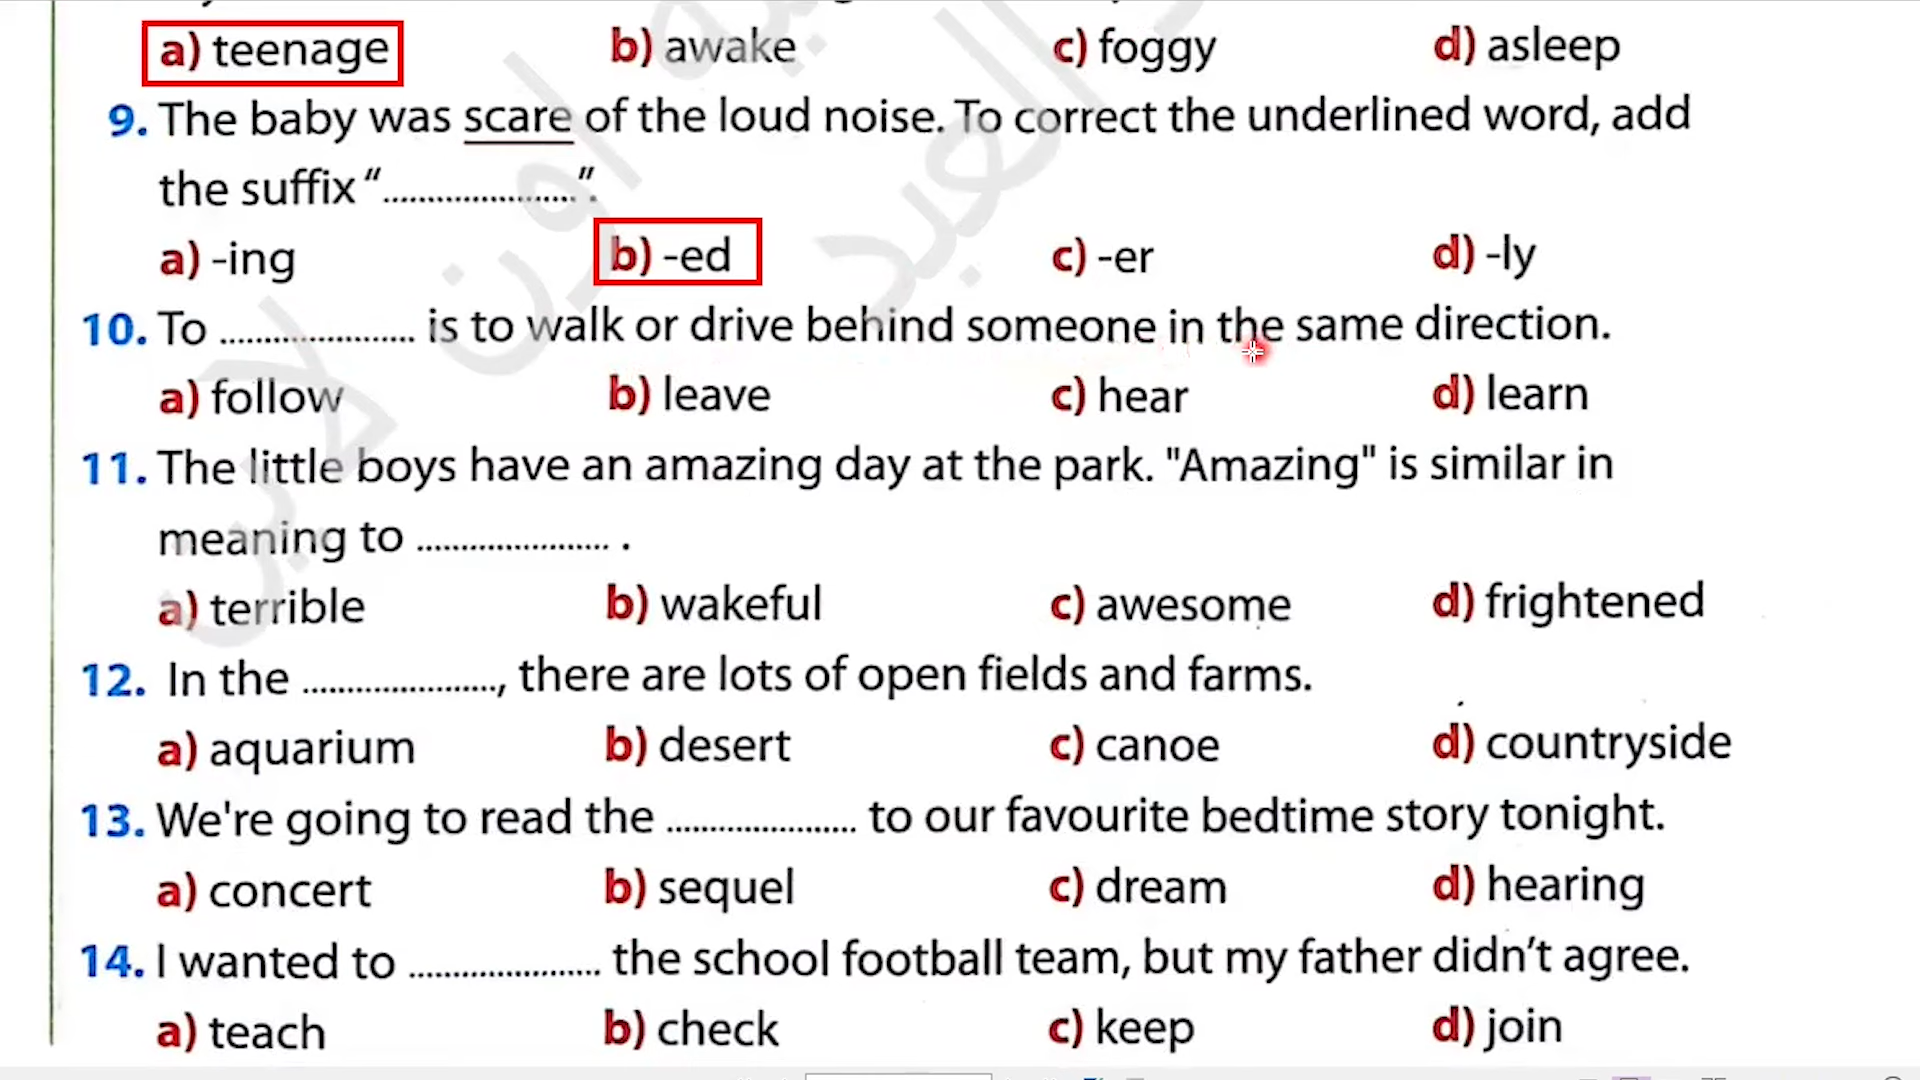 a) teenage b) awake c) foggy d) asleep
9. The baby was scare of the loud noise. To correct the underlined word, add
the suffix “......................”.
a) -ing b) -ed c) -er d) -ly
10. To ...................... is to walk or drive behind someone in the same direction.
a) follow b) leave c) hear d) learn
11. The little boys have an amazing day at the park. "Amazing" is similar in
meaning to ...................... .
a) terrible b) wakeful c) awesome d) frightened
12. In the ......................, there are lots of open fields and farms.
a) aquarium b) desert c) canoe d) countryside
13. We're going to read the ...................... to our favourite bedtime story tonight.
a) concert b) sequel c) dream d) hearing
14. I wanted to ...................... the school football team, but my father didn’t agree.
a) teach b) check c) keep d) join